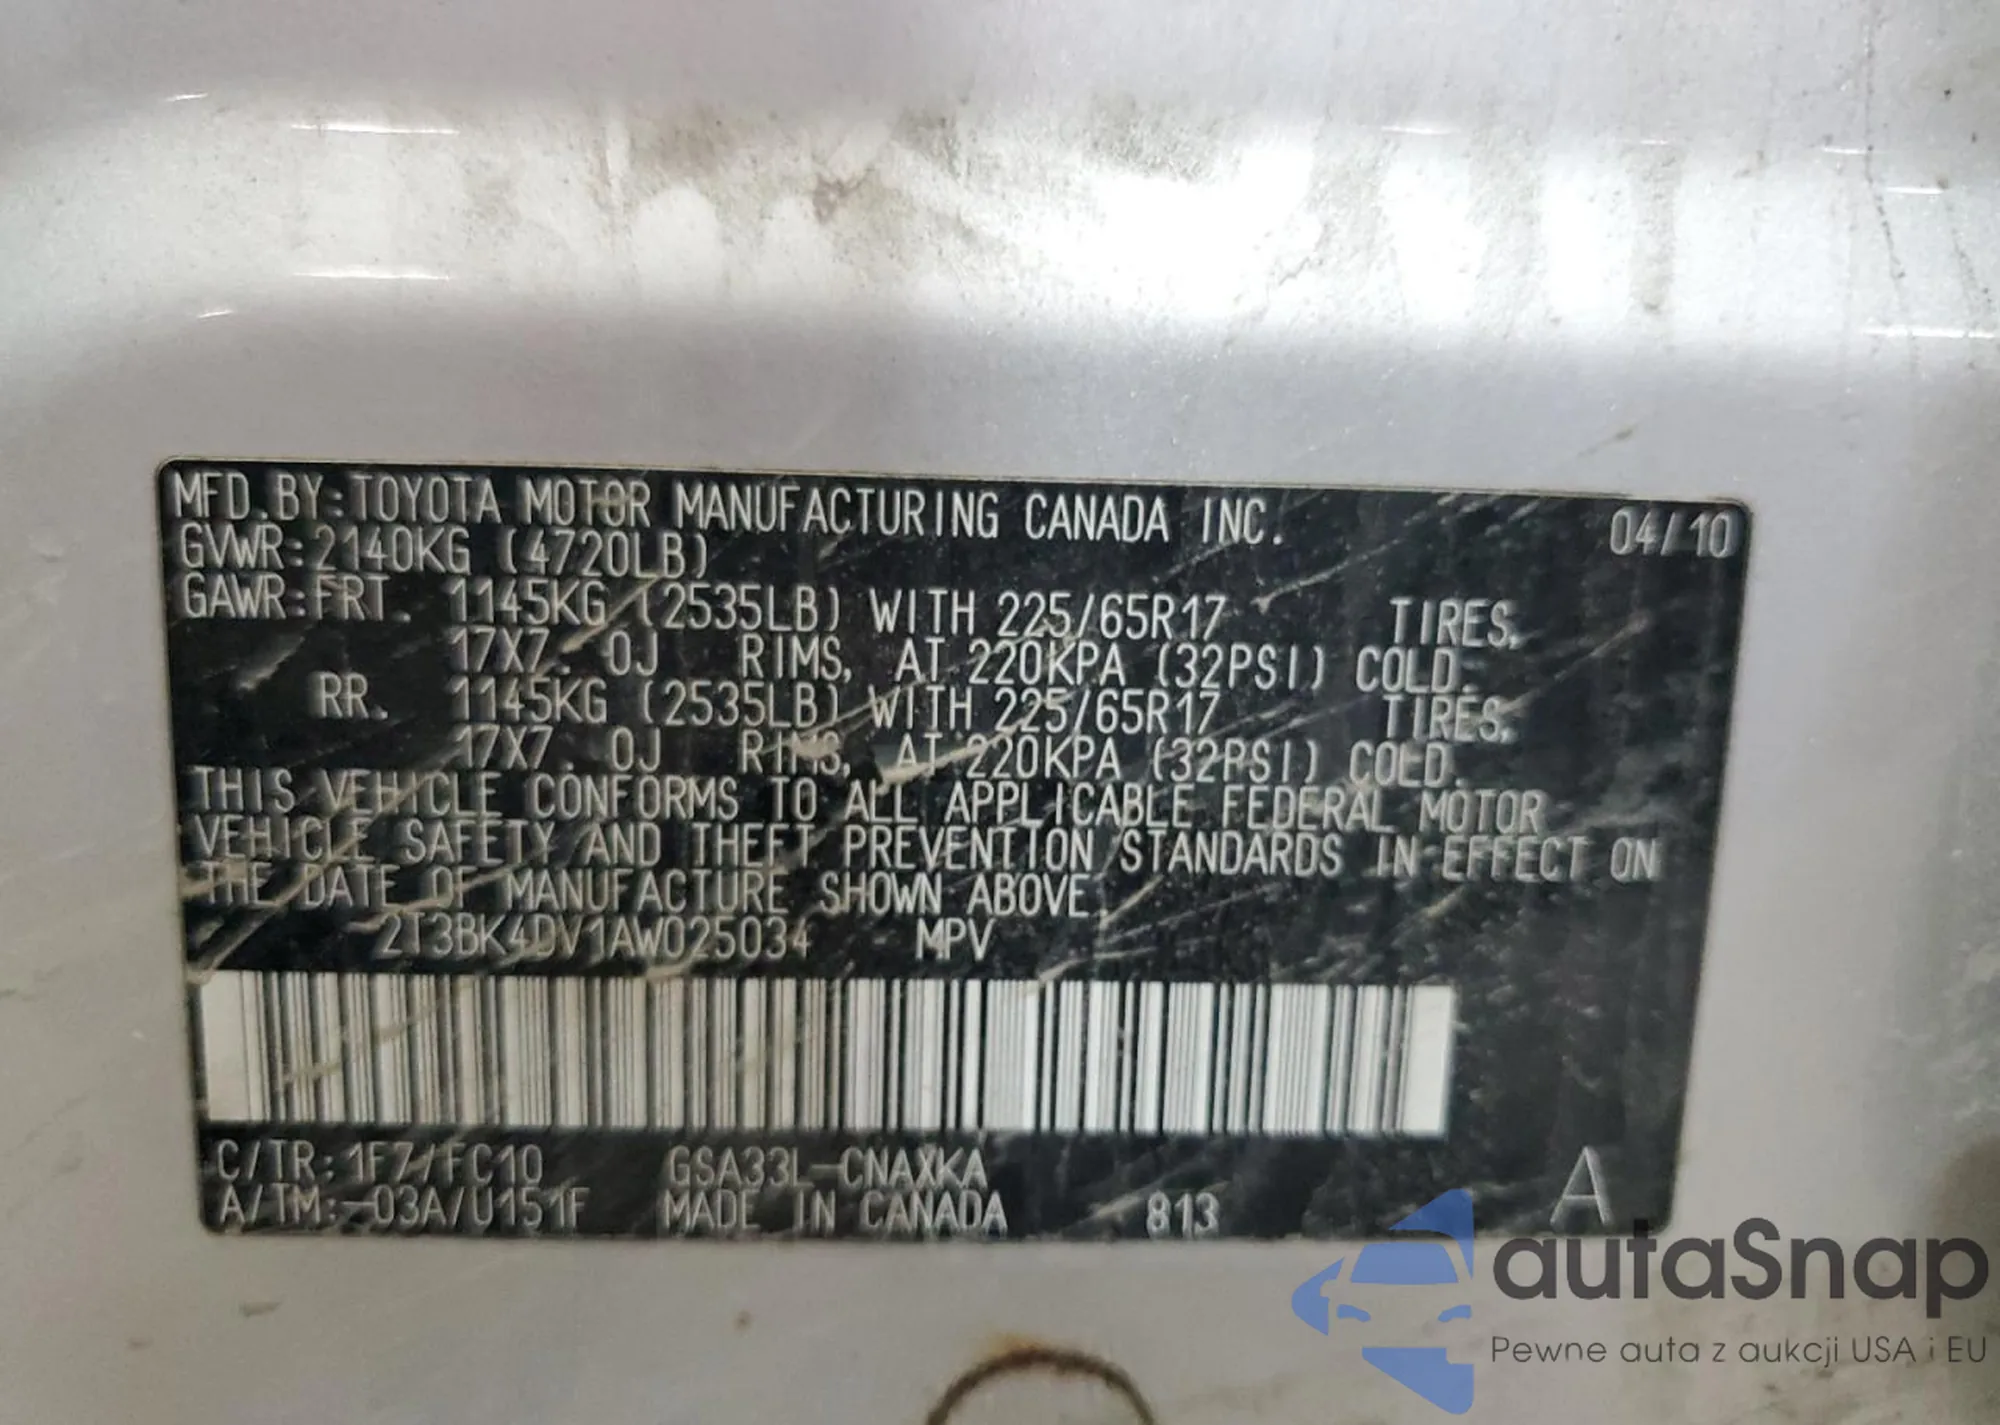 MFD.BY:TOYOTA MOTOR MANUFACTURING CANADA INC. 04/10
GVWR:2140KG (4720LB)
GAWR:FRT. 1145KG (2535LB) WITH 225/65R17 TIRES,
17X7.0J RIMS, AT 220KPA (32PSI) COLD.
RR. 1145KG (2535LB) WITH 225/65R17 TIRES,
17X7.0J RIMS, AT 220KPA (32PSI) COLD.
THIS VEHICLE CONFORMS TO ALL APPLICABLE FEDERAL MOTOR
VEHICLE SAFETY AND THEFT PREVENTION STANDARDS IN EFFECT ON
THE DATE OF MANUFACTURE SHOWN ABOVE.
2T3BK4DV1AW025034 MPV
C/TR:1F7/FC10 GSA33L-CNAXKA
A/TM:-03A/U151F MADE IN CANADA 813 A
autaSnap
Pewne auta z aukcji USA i EU